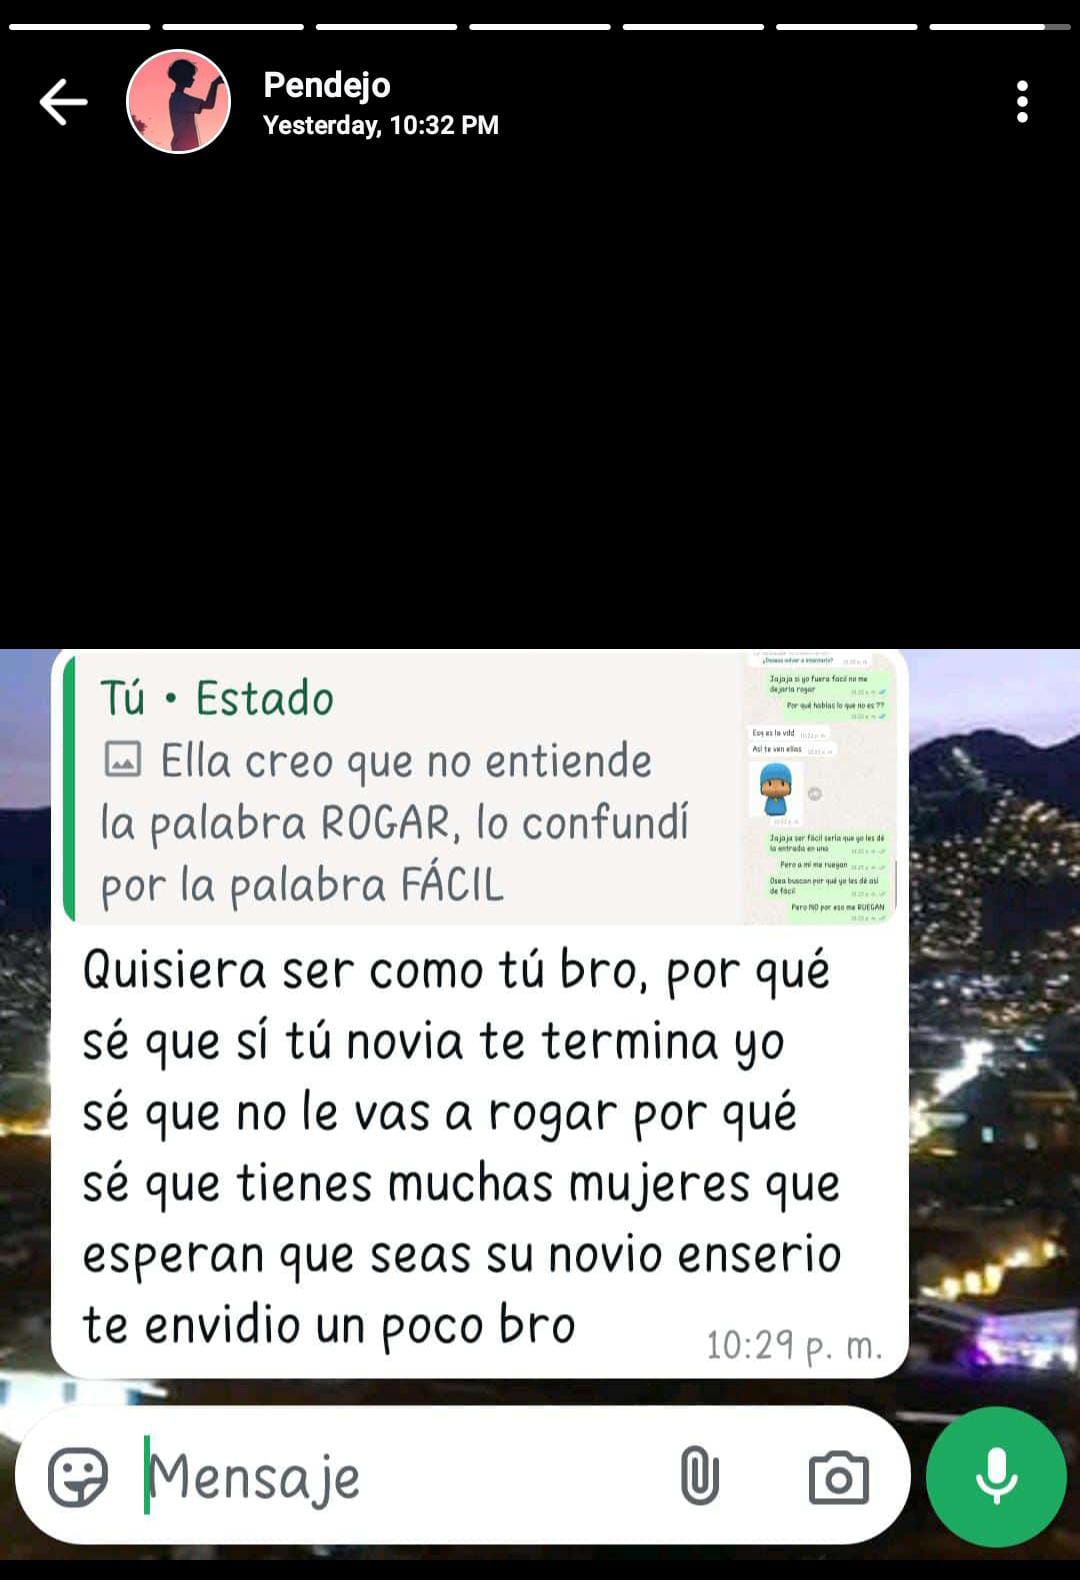 Pendejo
Yesterday, 10:32 PM
Tú • Estado
Ella creo que no entiende
la palabra ROGAR, lo confundí
por la palabra FÁCIL
¿Deseas volver a intentarlo?
Jajaja si yo fuera facil no me
dejaría rogar
Por qué hablas lo que no es ??
Esq es la vdd
Así te ven ellas
Jajaja ser fácil sería que yo les dé
la entrada en una
Pero a mí me ruegan
Osea buscan por qué yo les dé así
de fácil
Pero NO por eso me RUEGAN
Quisiera ser como tú bro, por qué
sé que sí tú novia te termina yo
sé que no le vas a rogar por qué
sé que tienes muchas mujeres que
esperan que seas su novio enserio
te envidio un poco bro
10:29 p. m.
Mensaje